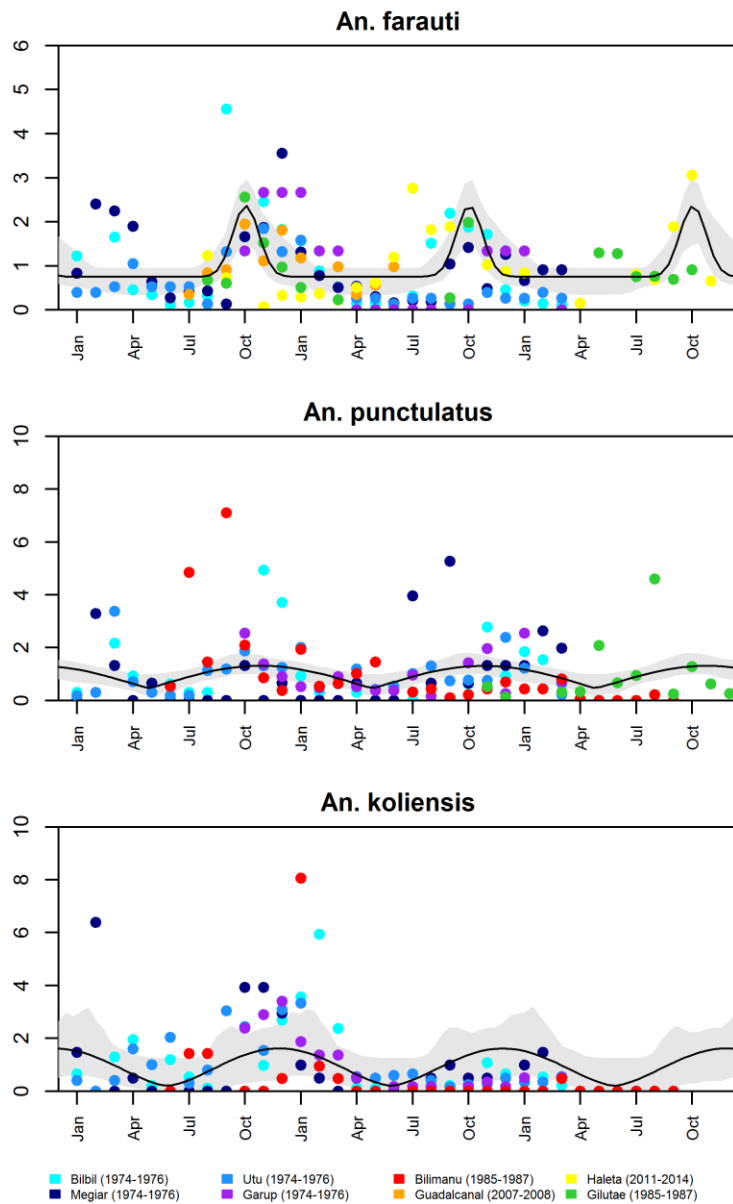 An. farauti
6
5
4
3
2
1
0
Jan
Apr
Jul
Oct
Jan
Apr
Jul
Oct
Jan
Apr
Jul
Oct
An. punctulatus
10
8
6
4
2
0
Jan
Apr
Jul
Oct
Jan
Apr
Jul
Oct
Jan
Apr
Jul
Oct
An. koliensis
10
8
6
4
2
0
Jan
Apr
Jul
Oct
Jan
Apr
Jul
Oct
Jan
Apr
Jul
Oct
Bilbil (1974-1976) Utu (1974-1976) Bilimanu (1985-1987) Haleta (2011-2014)
Megiar (1974-1976) Garup (1974-1976) Guadalcanal (2007-2008) Gilutae (1985-1987)